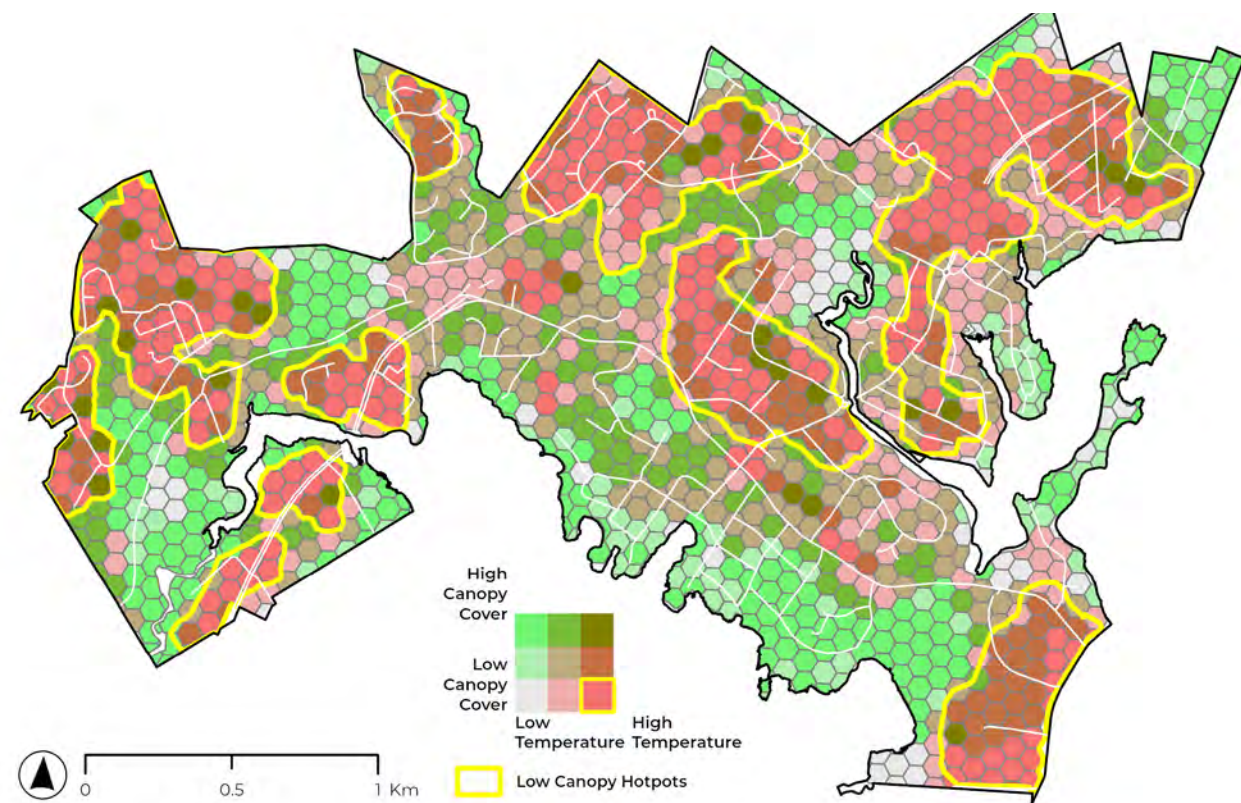 High
Canopy
Cover
Low
Canopy
Cover
Low
Temperature
High
Temperature
0
0.5
1 Km
Low Canopy Hotpots